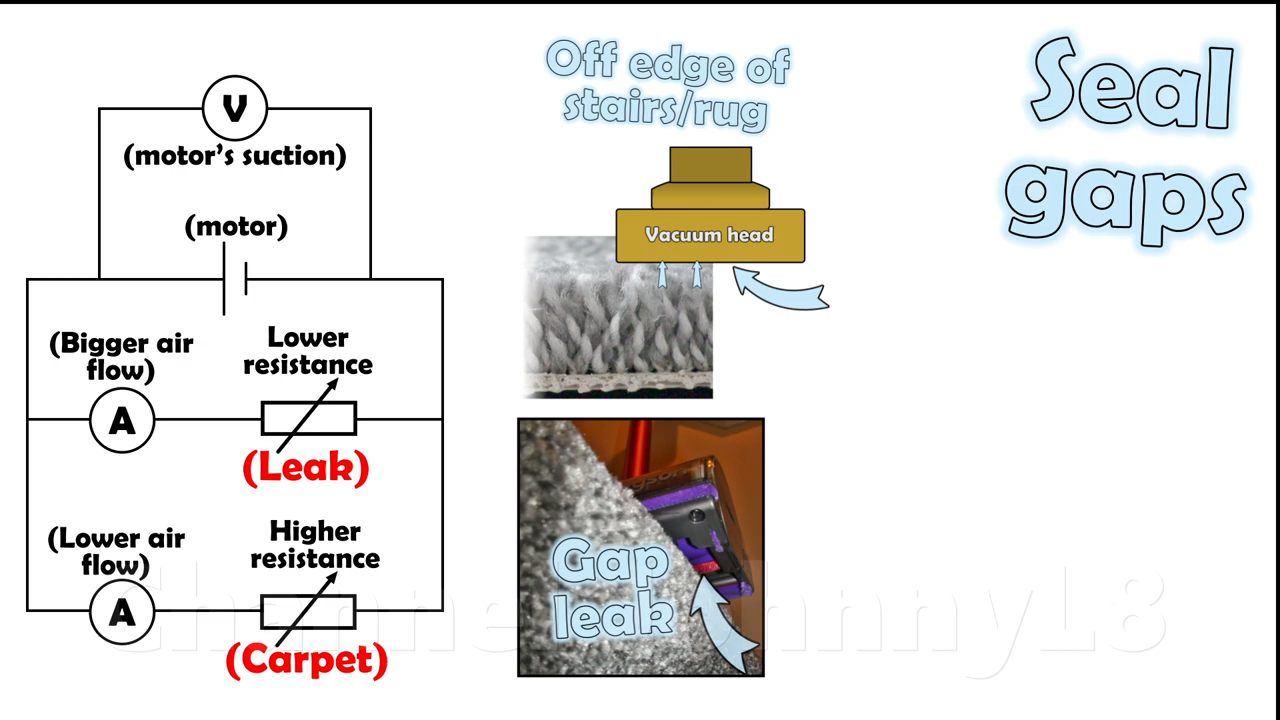 V
(motor's suction)
(motor)
(Bigger air
flow)
Lower
resistance
A
(Leak)
(Lower air
flow)
Higher
resistance
A
(Carpet)
Off edge of
stairs/rug
Vacuum head
Gap
leak
Seal
gaps